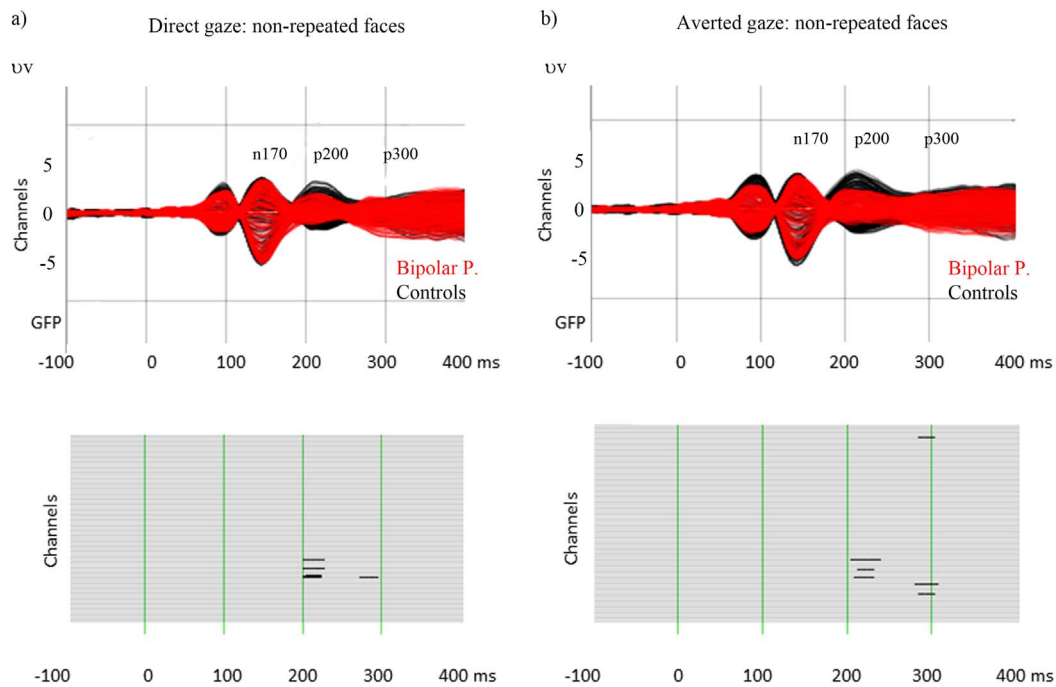 a)
Direct gaze: non-repeated faces
υv
n170 p200 p300
5
0
-5
Channels
Bipolar P.
Controls
GFP
-100 0 100 200 300 400 ms
Channels
-100 0 100 200 300 400 ms
b)
Averted gaze: non-repeated faces
υv
n170 p200 p300
5
0
-5
Channels
Bipolar P.
Controls
GFP
-100 0 100 200 300 400 ms
Channels
-100 0 100 200 300 400 ms